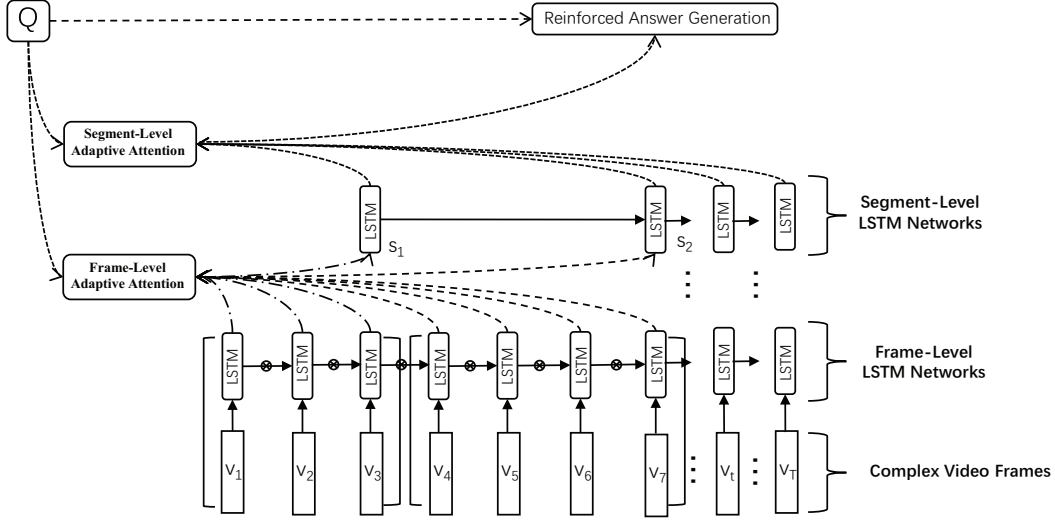 Q
Reinforced Answer Generation
Segment-Level
Adaptive Attention
LSTM
LSTM
LSTM
LSTM
Segment-Level
LSTM Networks
s1
s2
Frame-Level
Adaptive Attention
LSTM
LSTM
LSTM
LSTM
LSTM
LSTM
LSTM
LSTM
LSTM
Frame-Level
LSTM Networks
v1
v2
v3
v4
v5
v6
v7
vt
vT
Complex Video Frames